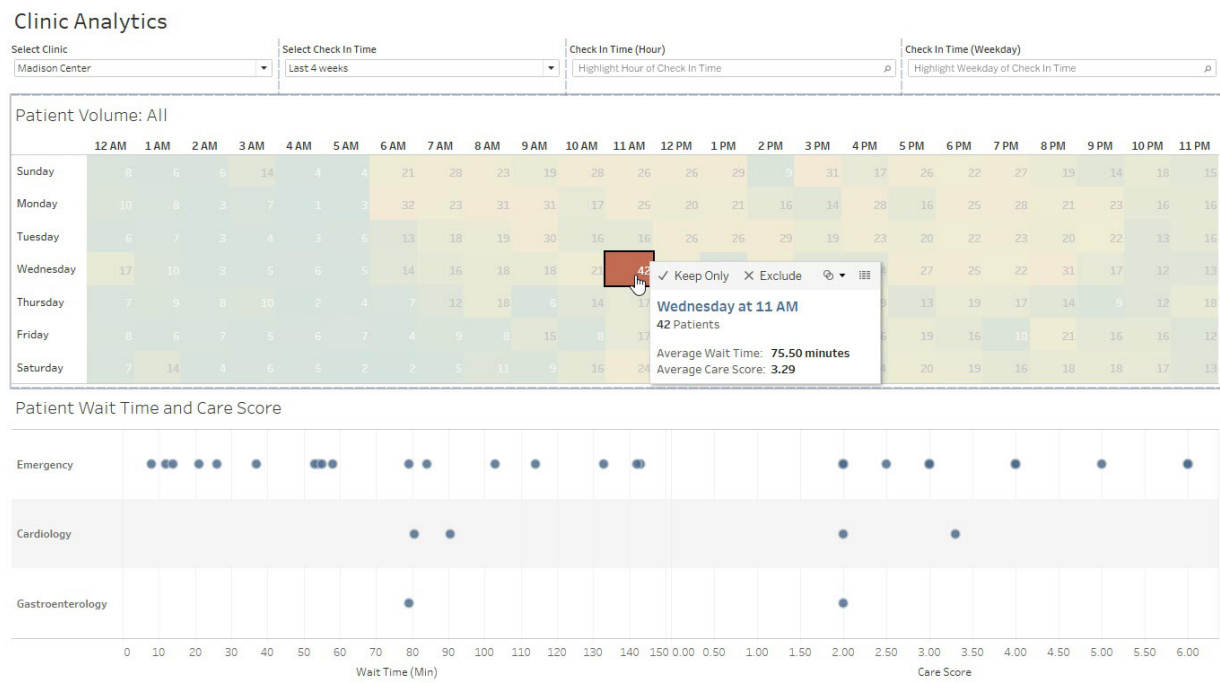 Clinic Analytics
Select Clinic Select Check In Time Check In Time (Hour) Check In Time (Weekday)
Madison Center Last 4 weeks Highlight Hour of Check In Time Highlight Weekday of Check In Time
Patient Volume: All
12 AM 1 AM 2 AM 3 AM 4 AM 5 AM 6 AM 7 AM 8 AM 9 AM 10 AM 11 AM 12 PM 1 PM 2 PM 3 PM 4 PM 5 PM 6 PM 7 PM 8 PM 9 PM 10 PM 11 PM
Sunday 8 6 5 14 4 4 21 28 23 19 28 26 26 29 9 31 17 26 22 27 19 14 18 15
Monday 10 8 3 7 1 3 32 23 31 31 17 25 20 21 16 14 28 16 25 28 21 23 16 16
Tuesday 6 7 3 4 3 6 13 18 19 30 16 16 26 26 29 19 23 20 22 23 20 22 13 16
Wednesday 17 10 3 5 6 5 14 16 18 18 21 42 27 25 22 31 17 12 12
Thursday 7 9 8 10 2 4 7 12 18 6 14 17 13 19 17 14 9 12 18
Friday 8 6 7 5 7 4 9 8 15 8 17 19 16 10 21 16 16 12
Saturday 7 14 4 6 5 2 2 5 11 9 16 24 20 19 16 18 18 17 13
Keep Only Exclude
Wednesday at 11 AM
42 Patients
Average Wait Time: 75.50 minutes
Average Care Score: 3.29
Patient Wait Time and Care Score
Emergency
Cardiology
Gastroenterology
0 10 20 30 40 50 60 70 80 90 100 110 120 130 140 150 0.00 0.50 1.00 1.50 2.00 2.50 3.00 3.50 4.00 4.50 5.00 5.50 6.00
Wait Time (Min) Care Score